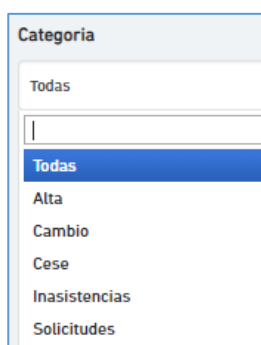 Categoria
Todas
Todas
Alta
Cambio
Cese
Inasistencias
Solicitudes